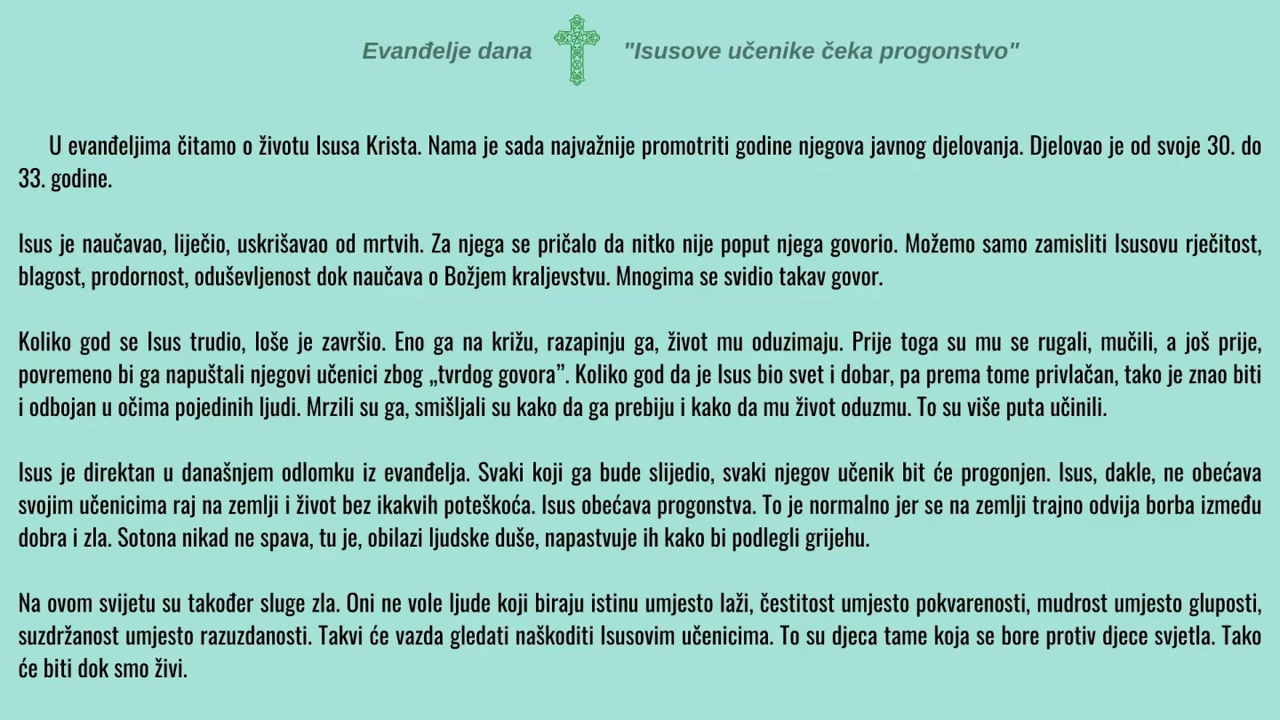 Evanđelje dana "Isusove učenike čeka progonstvo"
U evanđeljima čitamo o životu Isusa Krista. Nama je sada najvažnije promotriti godine njegova javnog djelovanja. Djelovao je od svoje 30. do
33. godine.
Isus je naučavao, liječio, uskrišavao od mrtvih. Za njega se pričalo da nitko nije poput njega govorio. Možemo samo zamisliti Isusovu rječitost,
blagost, prodornost, oduševljenost dok naučava o Božjem kraljevstvu. Mnogima se svidio takav govor.
Koliko god se Isus trudio, loše je završio. Eno ga na križu, razapinju ga, život mu oduzimaju. Prije toga su mu se rugali, mučili, a još prije,
povremeno bi ga napuštali njegovi učenici zbog „tvrdog govora”. Koliko god da je Isus bio svet i dobar, pa prema tome privlačan, tako je znao biti
i odbojan u očima pojedinih ljudi. Mrzili su ga, smišljali su kako da ga prebiju i kako da mu život oduzmu. To su više puta učinili.
Isus je direktan u današnjem odlomku iz evanđelja. Svaki koji ga bude slijedio, svaki njegov učenik bit će progonjen. Isus, dakle, ne obećava
svojim učenicima raj na zemlji i život bez ikakvih poteškoća. Isus obećava progonstva. To je normalno jer se na zemlji trajno odvija borba između
dobra i zla. Sotona nikad ne spava, tu je, obilazi ljudske duše, napastvuje ih kako bi podlegli grijehu.
Na ovom svijetu su također sluge zla. Oni ne vole ljude koji biraju istinu umjesto laži, čestitost umjesto pokvarenosti, mudrost umjesto gluposti,
suzdržanost umjesto razuzdanosti. Takvi će vazda gledati naškoditi Isusovim učenicima. To su djeca tame koja se bore protiv djece svjetla. Tako
će biti dok smo živi.